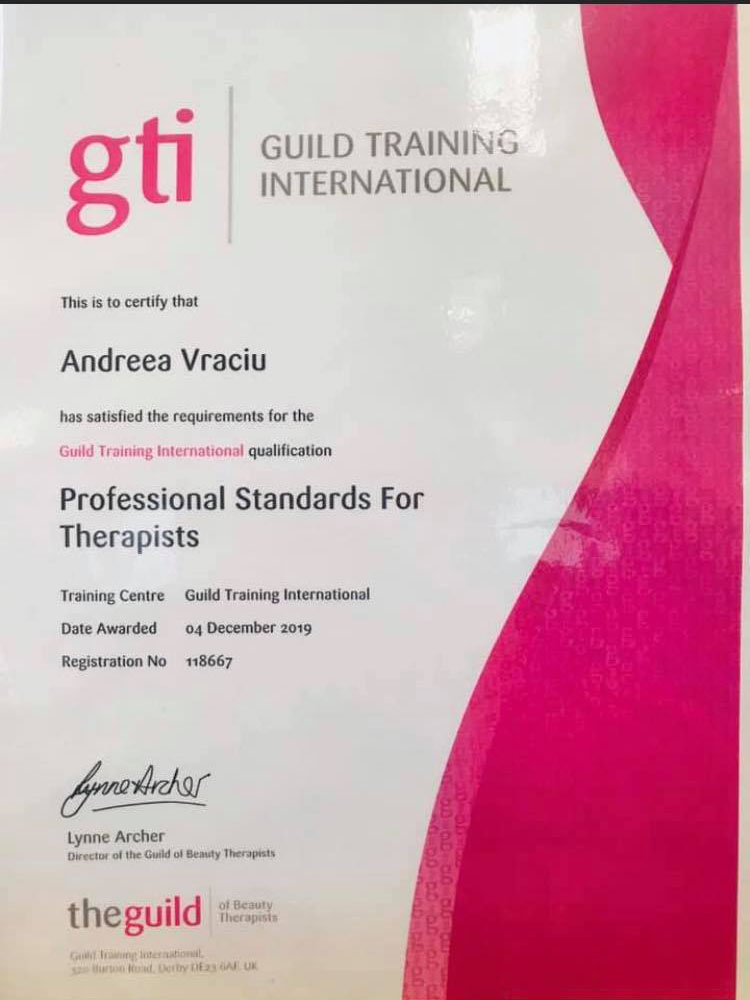 gti
GUILD TRAINING
INTERNATIONAL
This is to certify that
Andreea Vraciu
has satisfied the requirements for the
Guild Training International qualification
Professional Standards For
Therapists
Training Centre Guild Training International
Date Awarded 04 December 2019
Registration No 118667
Lynne Archer
Lynne Archer
Director of the Guild of Beauty Therapists
theguild
of Beauty
Therapists
Guild Training International,
320 Burton Road, Derby DE23 6AF. UK